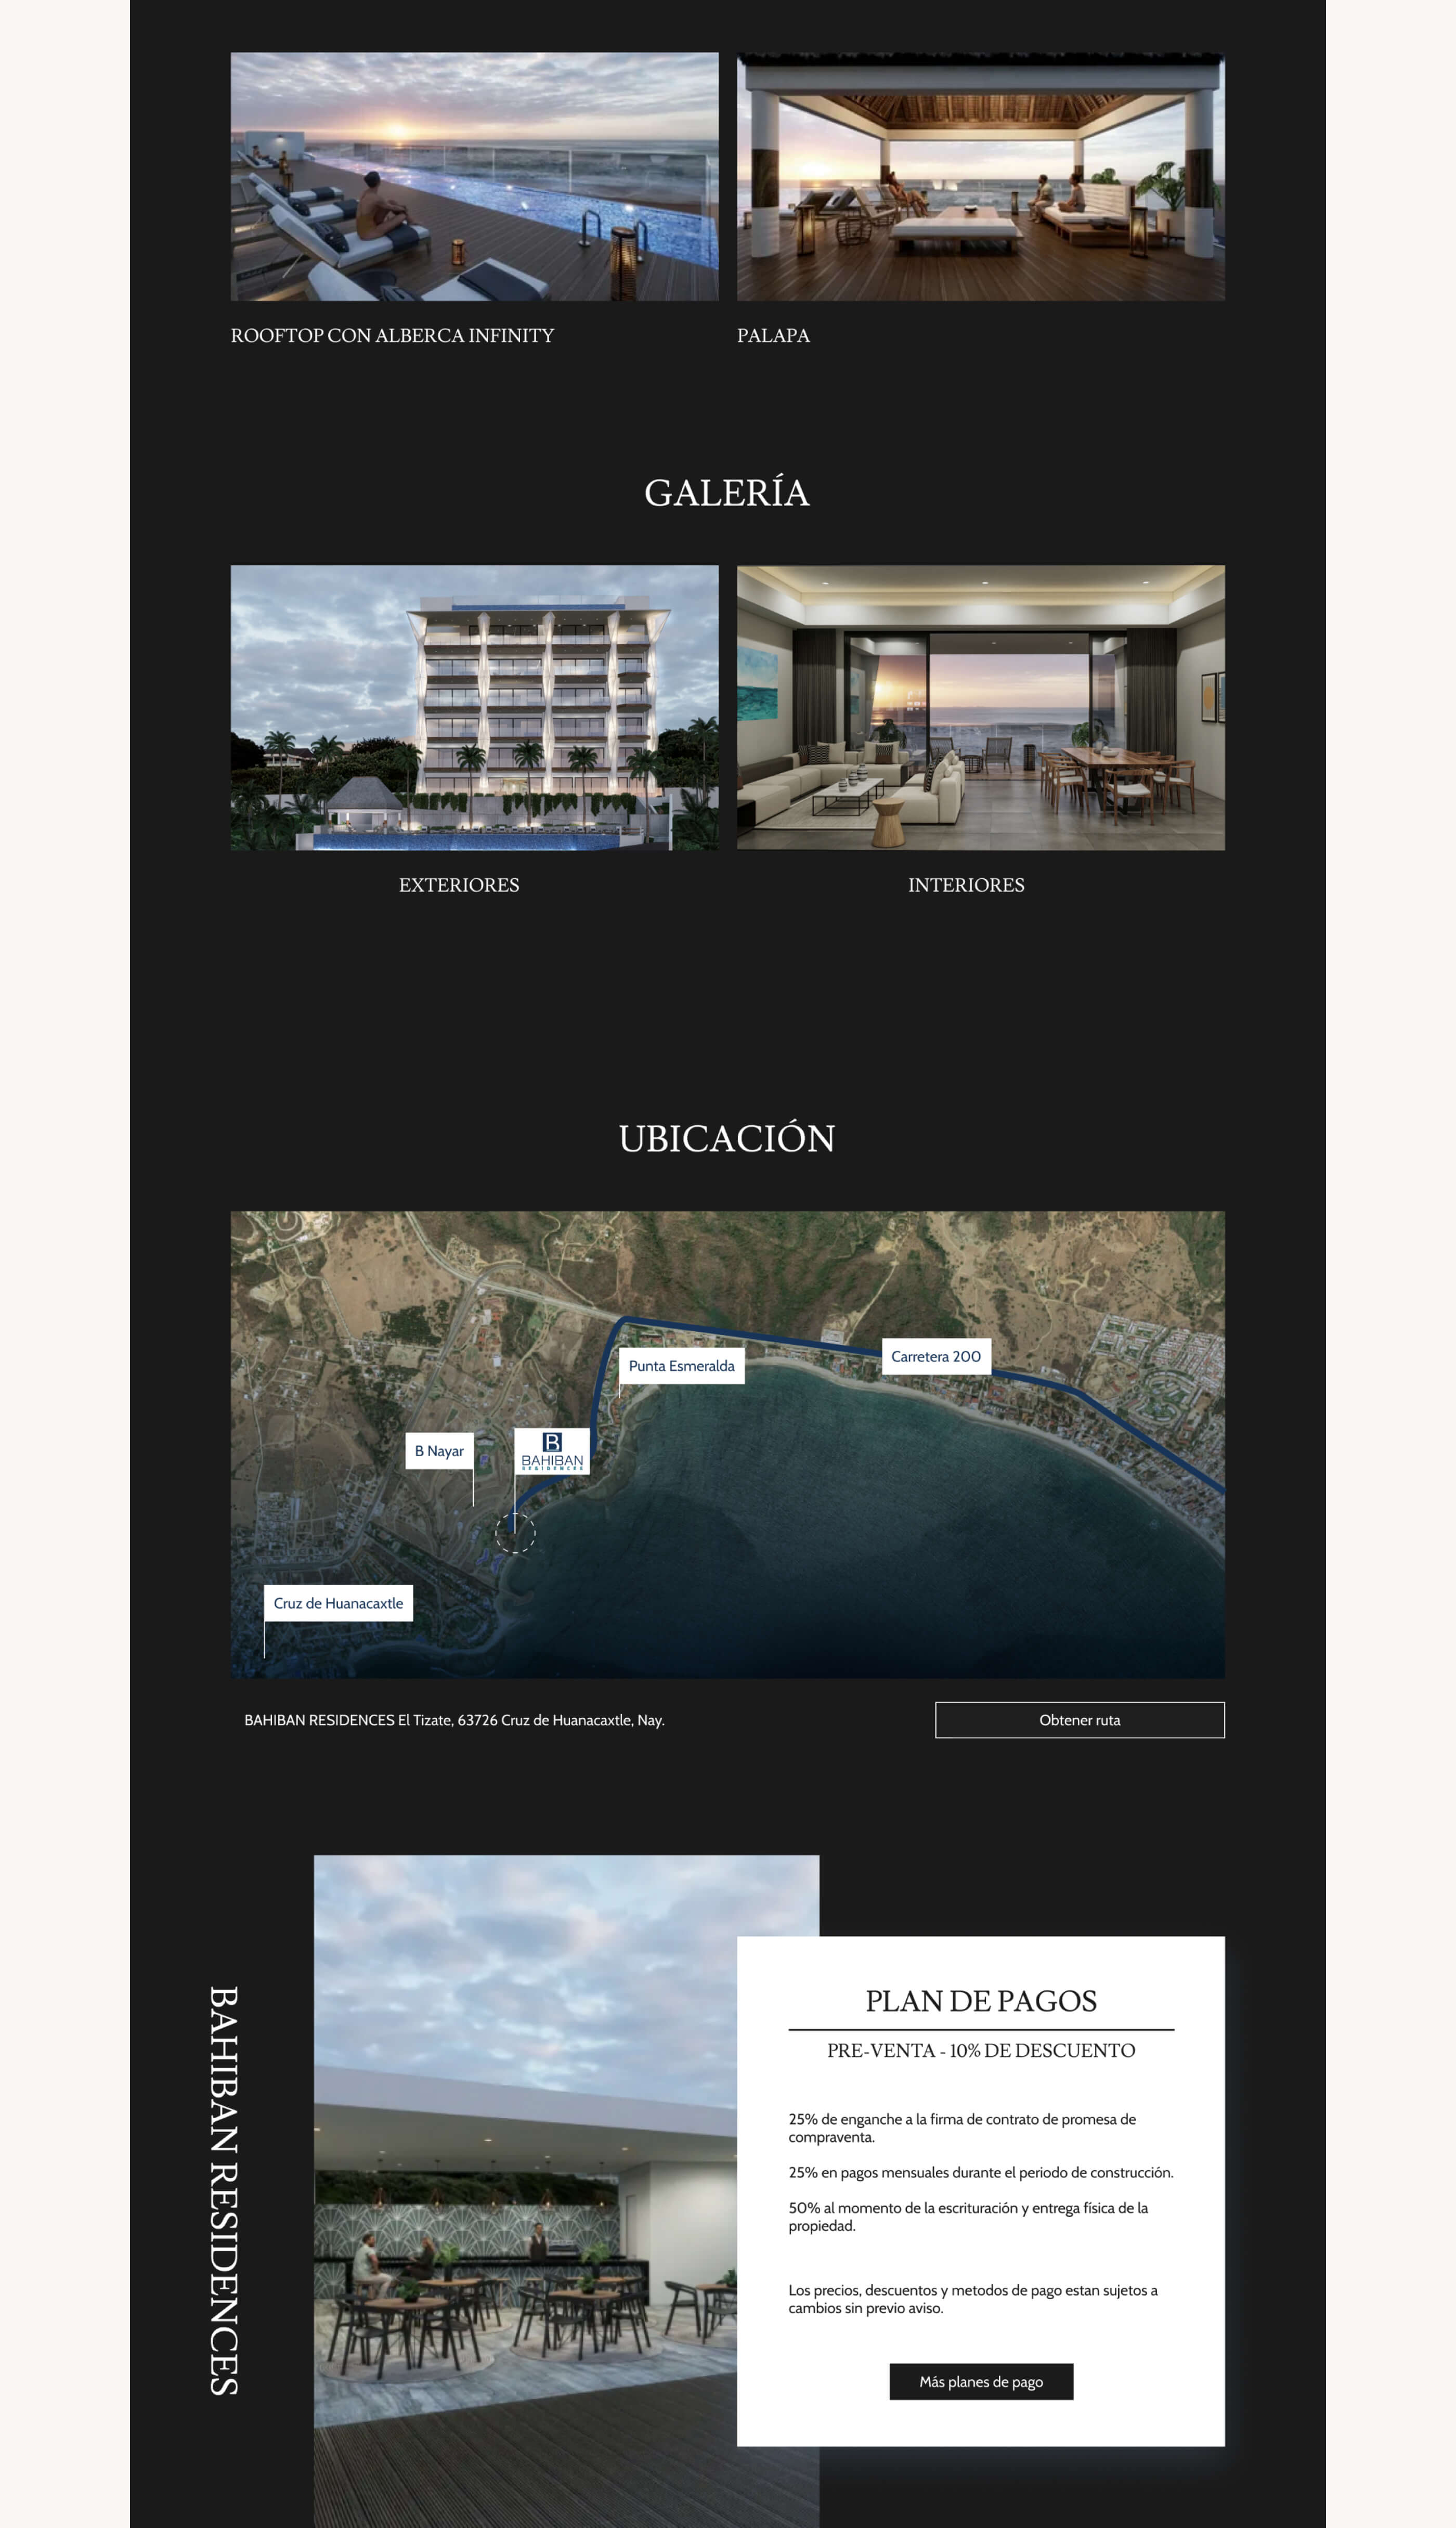 ROOFTOP CON ALBERCA INFINITY
PALAPA
GALERÍA
EXTERIORES
INTERIORES
UBICACIÓN
Punta Esmeralda
Carretera 200
B Nayar
B
BAHIBAN
RESIDENCES
Cruz de Huanacaxtle
BAHIBAN RESIDENCES El Tizate, 63726 Cruz de Huanacaxtle, Nay.
Obtener ruta
BAHIBAN RESIDENCES
PLAN DE PAGOS
PRE-VENTA - 10% DE DESCUENTO
25% de enganche a la firma de contrato de promesa de
compraventa.
25% en pagos mensuales durante el periodo de construcción.
50% al momento de la escrituración y entrega física de la
propiedad.
Los precios, descuentos y metodos de pago estan sujetos a
cambios sin previo aviso.
Más planes de pago